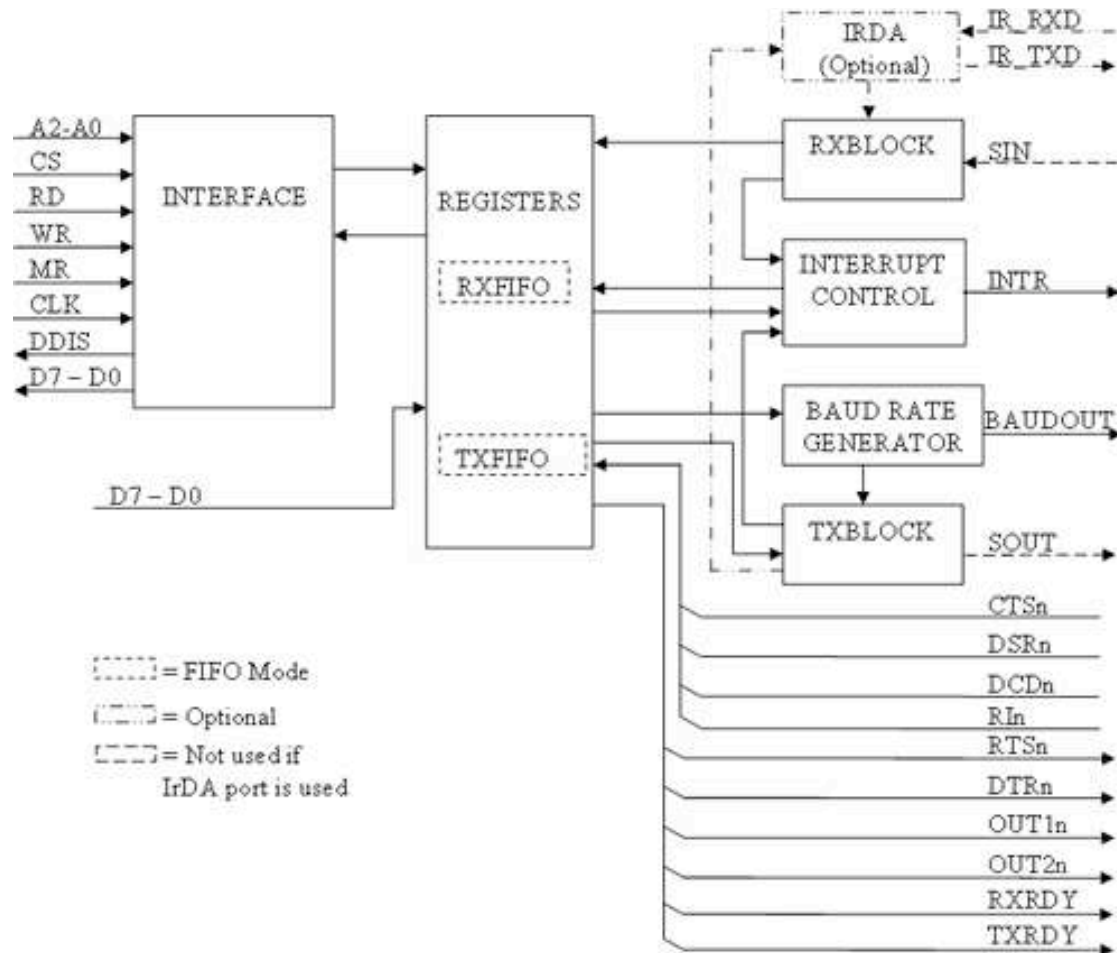 IR_RXD
IRDA
(Optional)
IR_TXD
A2-A0
CS
RD
WR
MR
CLK
DDIS
D7 – D0
INTERFACE
REGISTERS
RXFIFO
TXFIFO
D7 – D0
RXBLOCK
SIN
INTERRUPT
CONTROL
INTR
BAUD RATE
GENERATOR
BAUDOUT
TXBLOCK
SOUT
CTSn
DSRn
DCDn
RIn
RTSn
DTRn
OUT1n
OUT2n
RXRDY
TXRDY
= FIFO Mode
= Optional
= Not used if
IrDA port is used